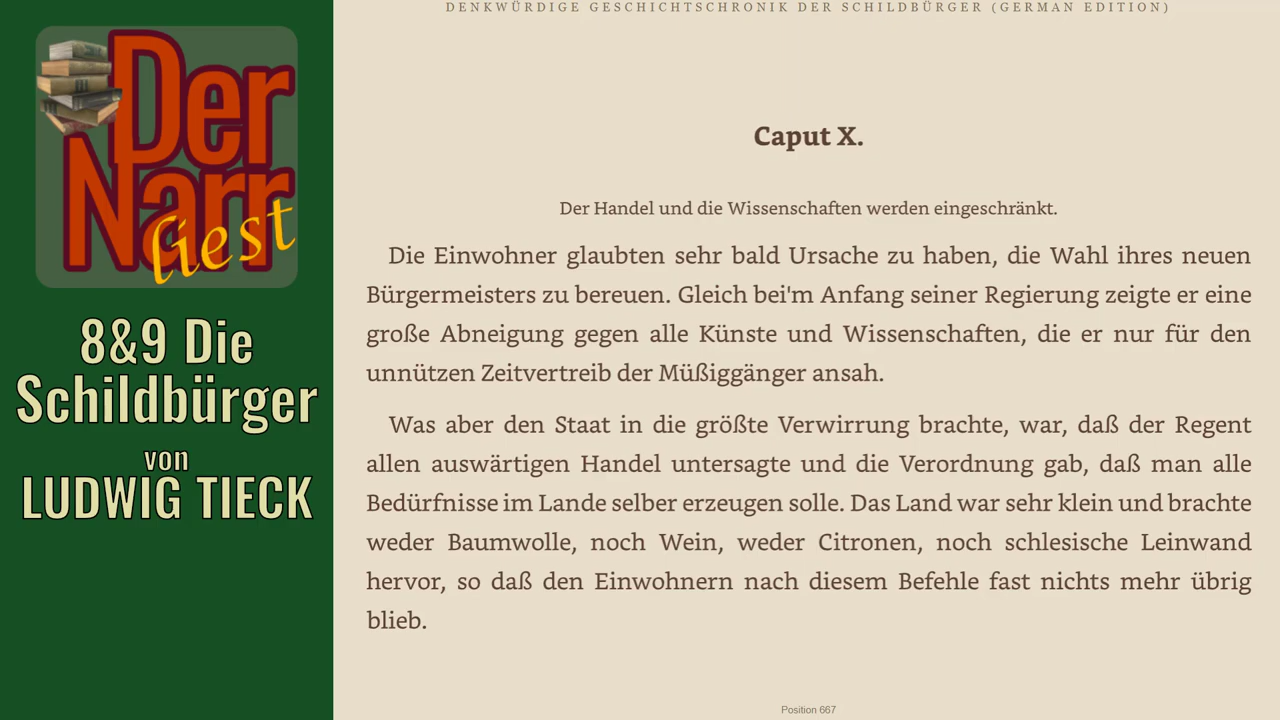 Der
Narr
liest
8&9 Die
Schildbürger
von
LUDWIG TIECK
DENKWÜRDIGE GESCHICHTSCHRONIK DER SCHILDBÜRGER (GERMAN EDITION)
Caput X.
Der Handel und die Wissenschaften werden eingeschränkt.
Die Einwohner glaubten sehr bald Ursache zu haben, die Wahl ihres neuen
Bürgermeisters zu bereuen. Gleich bei'm Anfang seiner Regierung zeigte er eine
große Abneigung gegen alle Künste und Wissenschaften, die er nur für den
unnützen Zeitvertreib der Müßiggänger ansah.
Was aber den Staat in die größte Verwirrung brachte, war, daß der Regent
allen auswärtigen Handel untersagte und die Verordnung gab, daß man alle
Bedürfnisse im Lande selber erzeugen solle. Das Land war sehr klein und brachte
weder Baumwolle, noch Wein, weder Citronen, noch schlesische Leinwand
hervor, so daß den Einwohnern nach diesem Befehle fast nichts mehr übrig
blieb.
Position 667